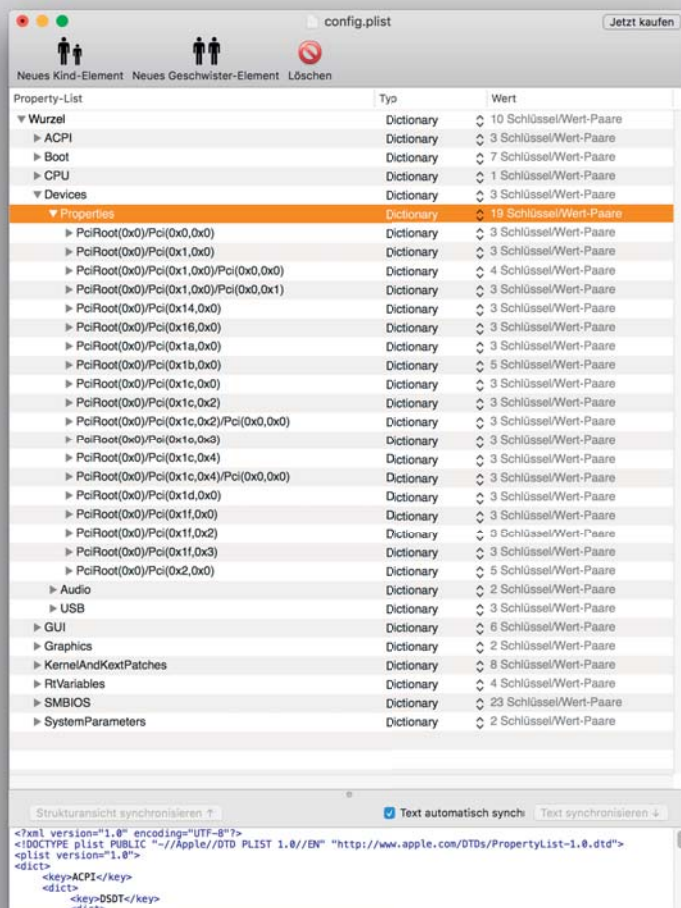 config.plist
Jetzt kaufen
Neues Kind-Element Neues Geschwister-Element Löschen
Property-List Typ Wert
Wurzel Dictionary 10 Schlüssel/Wert-Paare
ACPI Dictionary 3 Schlüssel/Wert-Paare
Boot Dictionary 7 Schlüssel/Wert-Paare
CPU Dictionary 1 Schlüssel/Wert-Paare
Devices Dictionary 3 Schlüssel/Wert-Paare
Properties Dictionary 19 Schlüssel/Wert-Paare
PciRoot(0x0)/Pci(0x0,0x0) Dictionary 3 Schlüssel/Wert-Paare
PciRoot(0x0)/Pci(0x1,0x0) Dictionary 3 Schlüssel/Wert-Paare
PciRoot(0x0)/Pci(0x1,0x0)/Pci(0x0,0x0) Dictionary 4 Schlüssel/Wert-Paare
PciRoot(0x0)/Pci(0x1,0x0)/Pci(0x0,0x1) Dictionary 3 Schlüssel/Wert-Paare
PciRoot(0x0)/Pci(0x14,0x0) Dictionary 3 Schlüssel/Wert-Paare
PciRoot(0x0)/Pci(0x16,0x0) Dictionary 3 Schlüssel/Wert-Paare
PciRoot(0x0)/Pci(0x1a,0x0) Dictionary 3 Schlüssel/Wert-Paare
PciRoot(0x0)/Pci(0x1b,0x0) Dictionary 5 Schlüssel/Wert-Paare
PciRoot(0x0)/Pci(0x1c,0x0) Dictionary 3 Schlüssel/Wert-Paare
PciRoot(0x0)/Pci(0x1c,0x2) Dictionary 3 Schlüssel/Wert-Paare
PciRoot(0x0)/Pci(0x1c,0x2)/Pci(0x0,0x0) Dictionary 3 Schlüssel/Wert-Paare
PciRoot(0x0)/Pci(0x1c,0x3) Dictionary 3 Schlüssel/Wert-Paare
PciRoot(0x0)/Pci(0x1c,0x4) Dictionary 3 Schlüssel/Wert-Paare
PciRoot(0x0)/Pci(0x1c,0x4)/Pci(0x0,0x0) Dictionary 3 Schlüssel/Wert-Paare
PciRoot(0x0)/Pci(0x1d,0x0) Dictionary 3 Schlüssel/Wert-Paare
PciRoot(0x0)/Pci(0x1f,0x0) Dictionary 3 Schlüssel/Wert-Paare
PciRoot(0x0)/Pci(0x1f,0x2) Dictionary 3 Schlüssel/Wert-Paare
PciRoot(0x0)/Pci(0x1f,0x3) Dictionary 3 Schlüssel/Wert-Paare
PciRoot(0x0)/Pci(0x2,0x0) Dictionary 5 Schlüssel/Wert-Paare
Audio Dictionary 2 Schlüssel/Wert-Paare
USB Dictionary 3 Schlüssel/Wert-Paare
GUI Dictionary 6 Schlüssel/Wert-Paare
Graphics Dictionary 2 Schlüssel/Wert-Paare
KernelAndKextPatches Dictionary 8 Schlüssel/Wert-Paare
RtVariables Dictionary 4 Schlüssel/Wert-Paare
SMBIOS Dictionary 23 Schlüssel/Wert-Paare
SystemParameters Dictionary 2 Schlüssel/Wert-Paare
Strukturansicht synchronisieren ↑ Text automatisch synchı Text synchronisieren ↓
<?xml version="1.0" encoding="UTF-8"?>
<!DOCTYPE plist PUBLIC "-//Apple//DTD PLIST 1.0//EN" "http://www.apple.com/DTDs/PropertyList-1.0.dtd">
<plist version="1.0">
<dict>
<key>ACPI</key>
<dict>
<key>DSDT</key>
<dict>